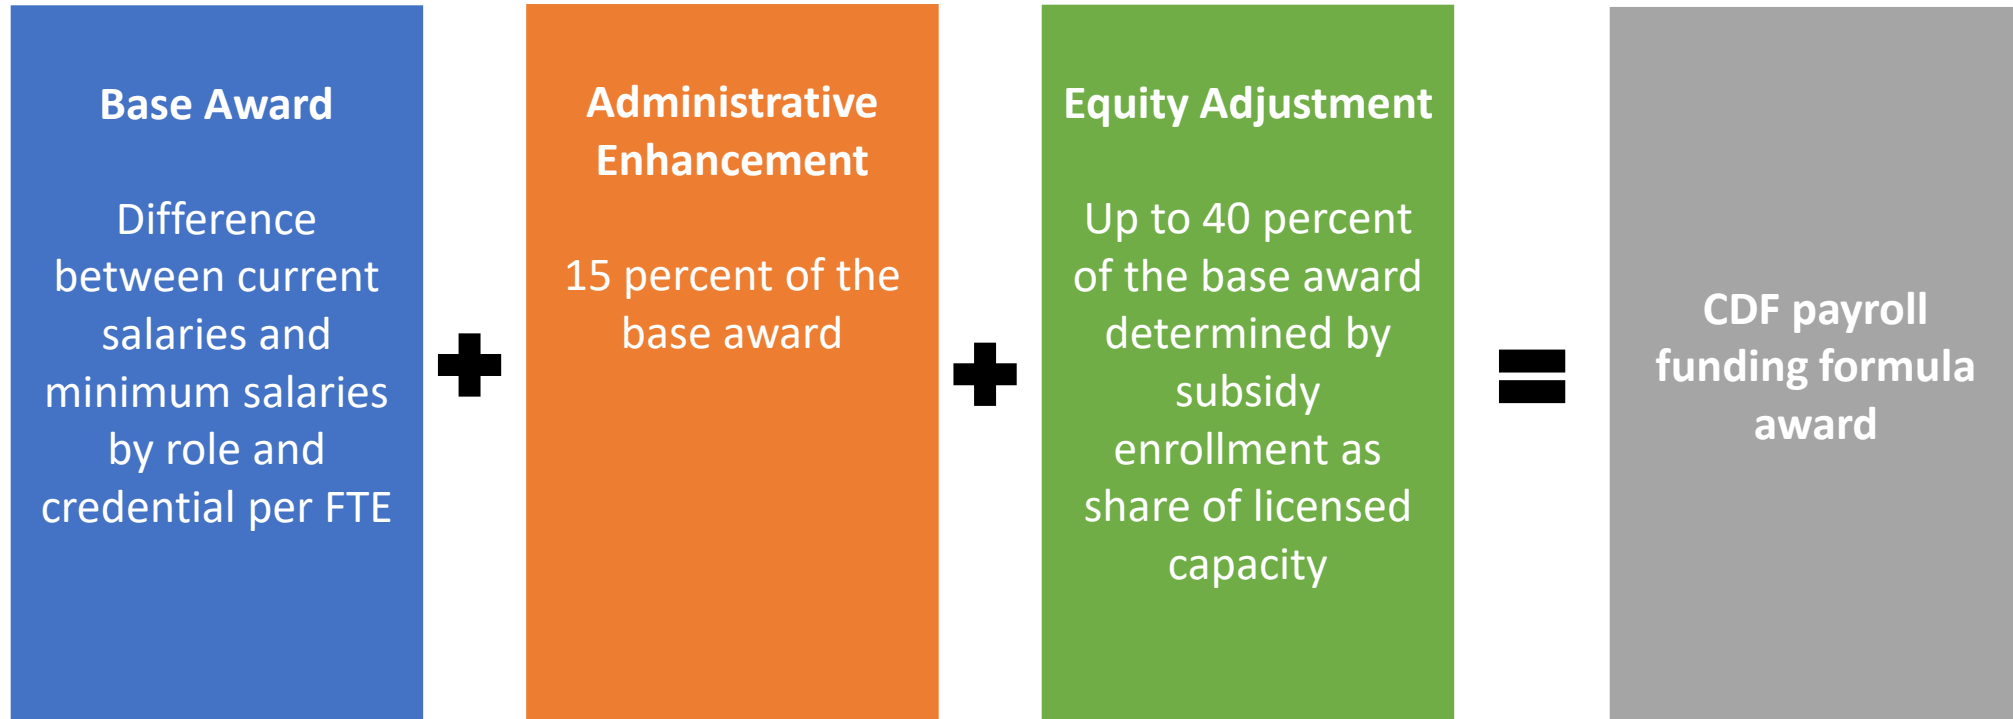 Base Award
Difference
between current
salaries and
minimum salaries
by role and
credential per FTE
Administrative
Enhancement
15 percent of the
base award
Equity Adjustment
Up to 40 percent
of the base award
determined by
subsidy
enrollment as
share of licensed
capacity
CDF payroll
funding formula
award